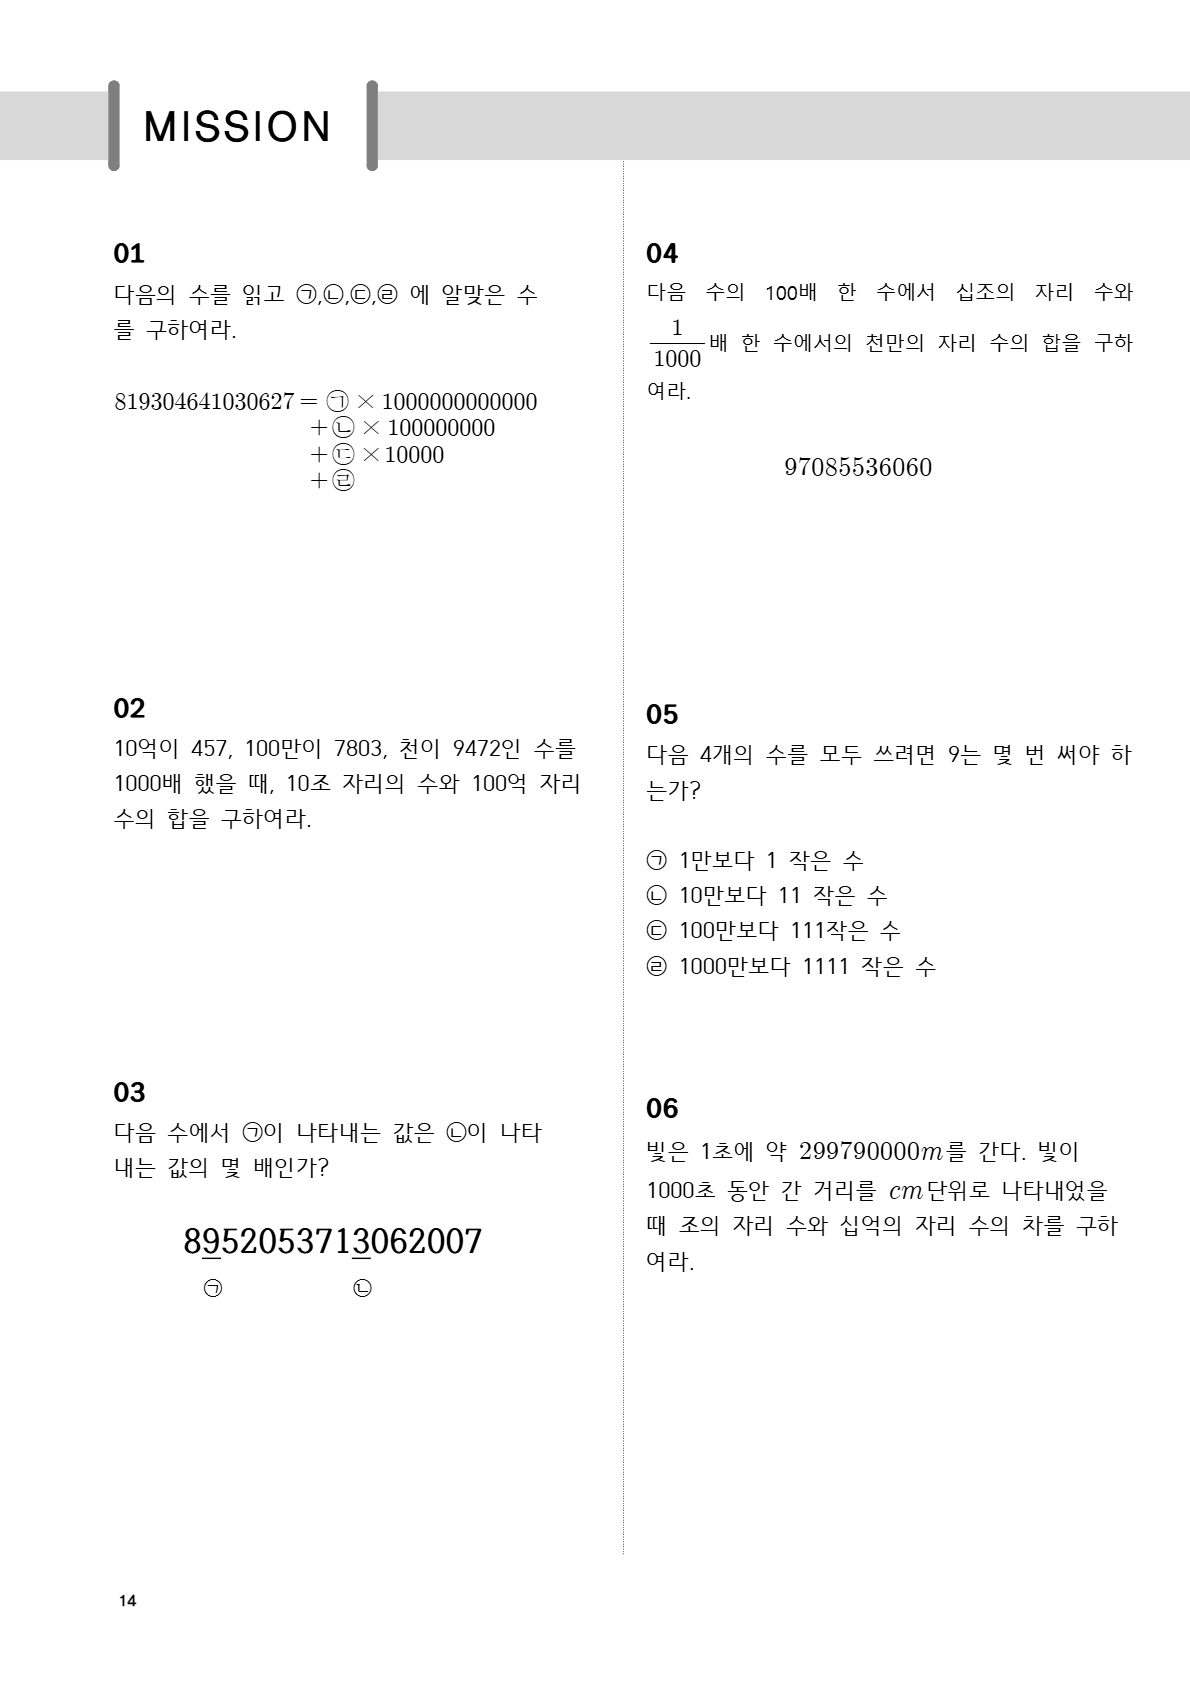 MISSION
01
다음의 수를 읽고 ㉠,㉡,㉢,㉣ 에 알맞은 수
를 구하여라.
819304641030627 = ㉠ × 1000000000000
+ ㉡ × 100000000
+ ㉢ × 10000
+ ㉣
02
10억이 457, 100만이 7803, 천이 9472인 수를
1000배 했을 때, 10조 자리의 수와 100억 자리
수의 합을 구하여라.
03
다음 수에서 ㉠이 나타내는 값은 ㉡이 나타
내는 값의 몇 배인가?
8952053713062007
㉠ ㉡
04
다음 수의 100배 한 수에서 십조의 자리 수와
1/1000 배 한 수에서의 천만의 자리 수의 합을 구하
여라.
97085536060
05
다음 4개의 수를 모두 쓰려면 9는 몇 번 써야 하
는가?
㉠ 1만보다 1 작은 수
㉡ 10만보다 11 작은 수
㉢ 100만보다 111작은 수
㉣ 1000만보다 1111 작은 수
06
빛은 1초에 약 299790000m를 간다. 빛이
1000초 동안 간 거리를 cm단위로 나타내었을
때 조의 자리 수와 십억의 자리 수의 차를 구하
여라.
14